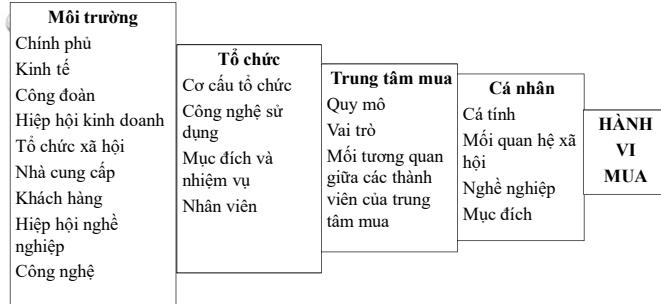 Môi trường
Chính phủ
Kinh tế
Công đoàn
Hiệp hội kinh doanh
Tổ chức xã hội
Nhà cung cấp
Khách hàng
Hiệp hội nghề
nghiệp
Công nghệ
Tổ chức
Cơ cấu tổ chức
Công nghệ sử
dụng
Mục đích và
nhiệm vụ
Nhân viên
Trung tâm mua
Quy mô
Vai trò
Mối tương quan
giữa các thành
viên của trung
tâm mua
Cá nhân
Cá tính
Mối quan hệ xã
hội
Nghề nghiệp
Mục đích
HÀNH
VI
MUA